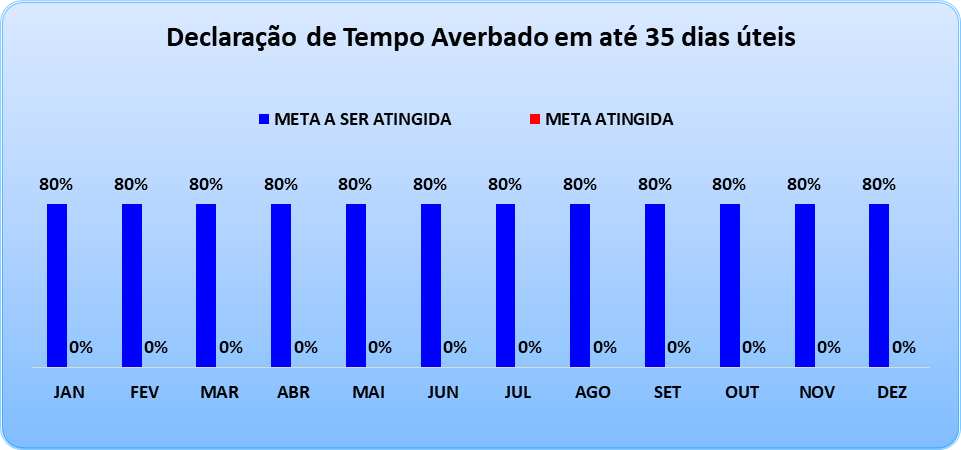 Declaração de Tempo Averbado em até 35 dias úteis
META A SER ATINGIDA META ATINGIDA
80% 80% 80% 80% 80% 80% 80% 80% 80% 80% 80% 80%
0% 0% 0% 0% 0% 0% 0% 0% 0% 0% 0% 0%
JAN FEV MAR ABR MAI JUN JUL AGO SET OUT NOV DEZ